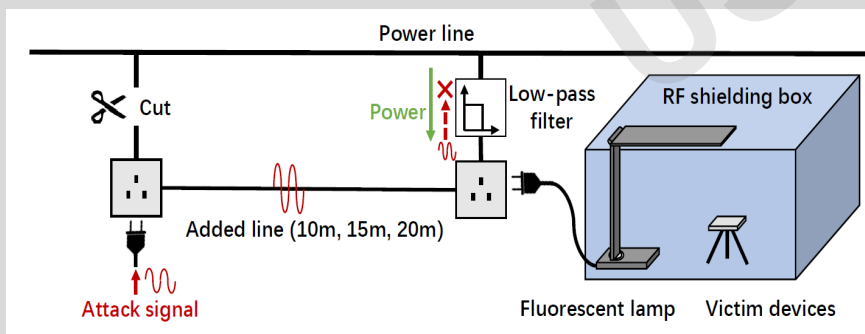 Power line
Cut
Power
Low-pass
filter
RF shielding box
Added line (10m, 15m, 20m)
Attack signal
Fluorescent lamp
Victim devices